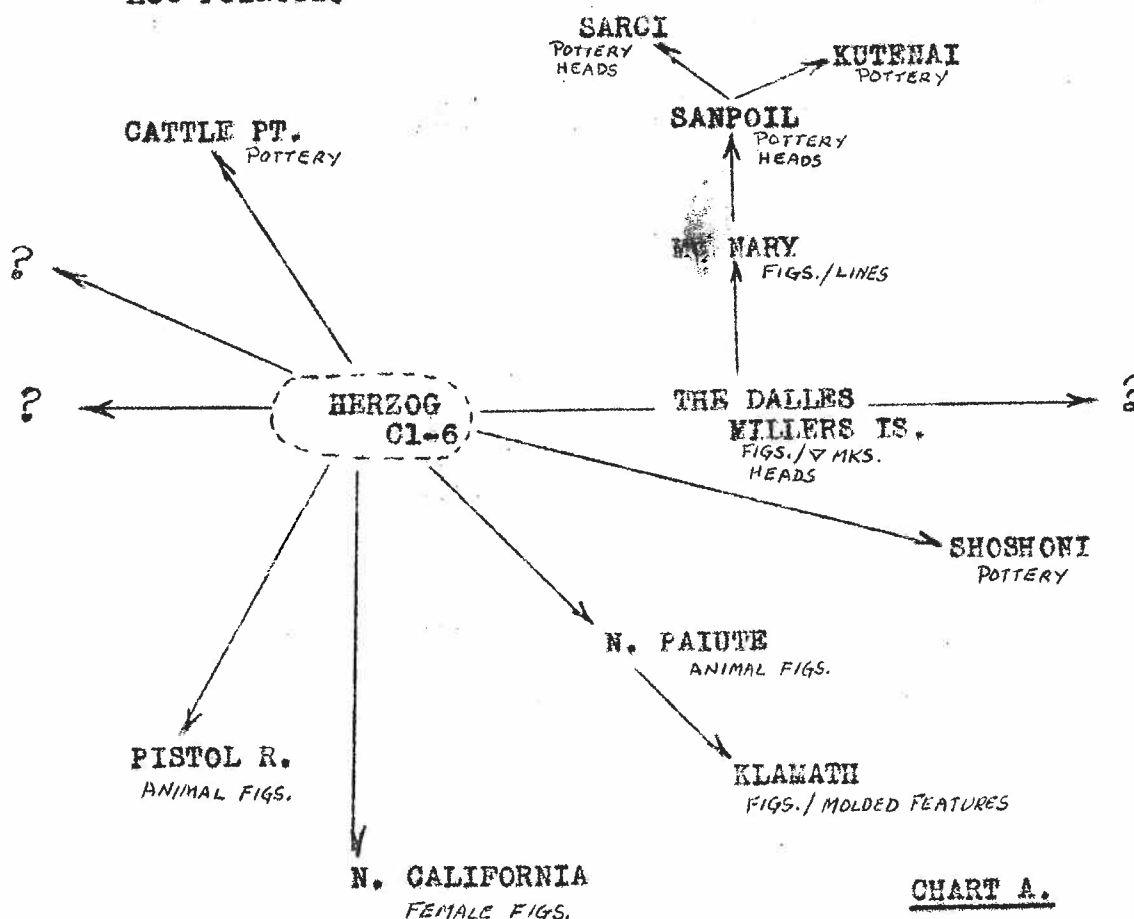 SARCI
POTTERY
HEADS
KUTENAI
POTTERY
SANPOIL
POTTERY
HEADS
CATTLE PT.
POTTERY
?
NARY
FIGS./LINES
?
HERZOG
C1-6
THE DALLES
MILLERS IS.
FIGS./▽ MKS.
HEADS
?
SHOSHONI
POTTERY
N. PAIUTE
ANIMAL FIGS.
PISTOL R.
ANIMAL FIGS.
KLAMATH
FIGS./MOLDED FEATURES
N. CALIFORNIA
FEMALE FIGS.
CHART A.